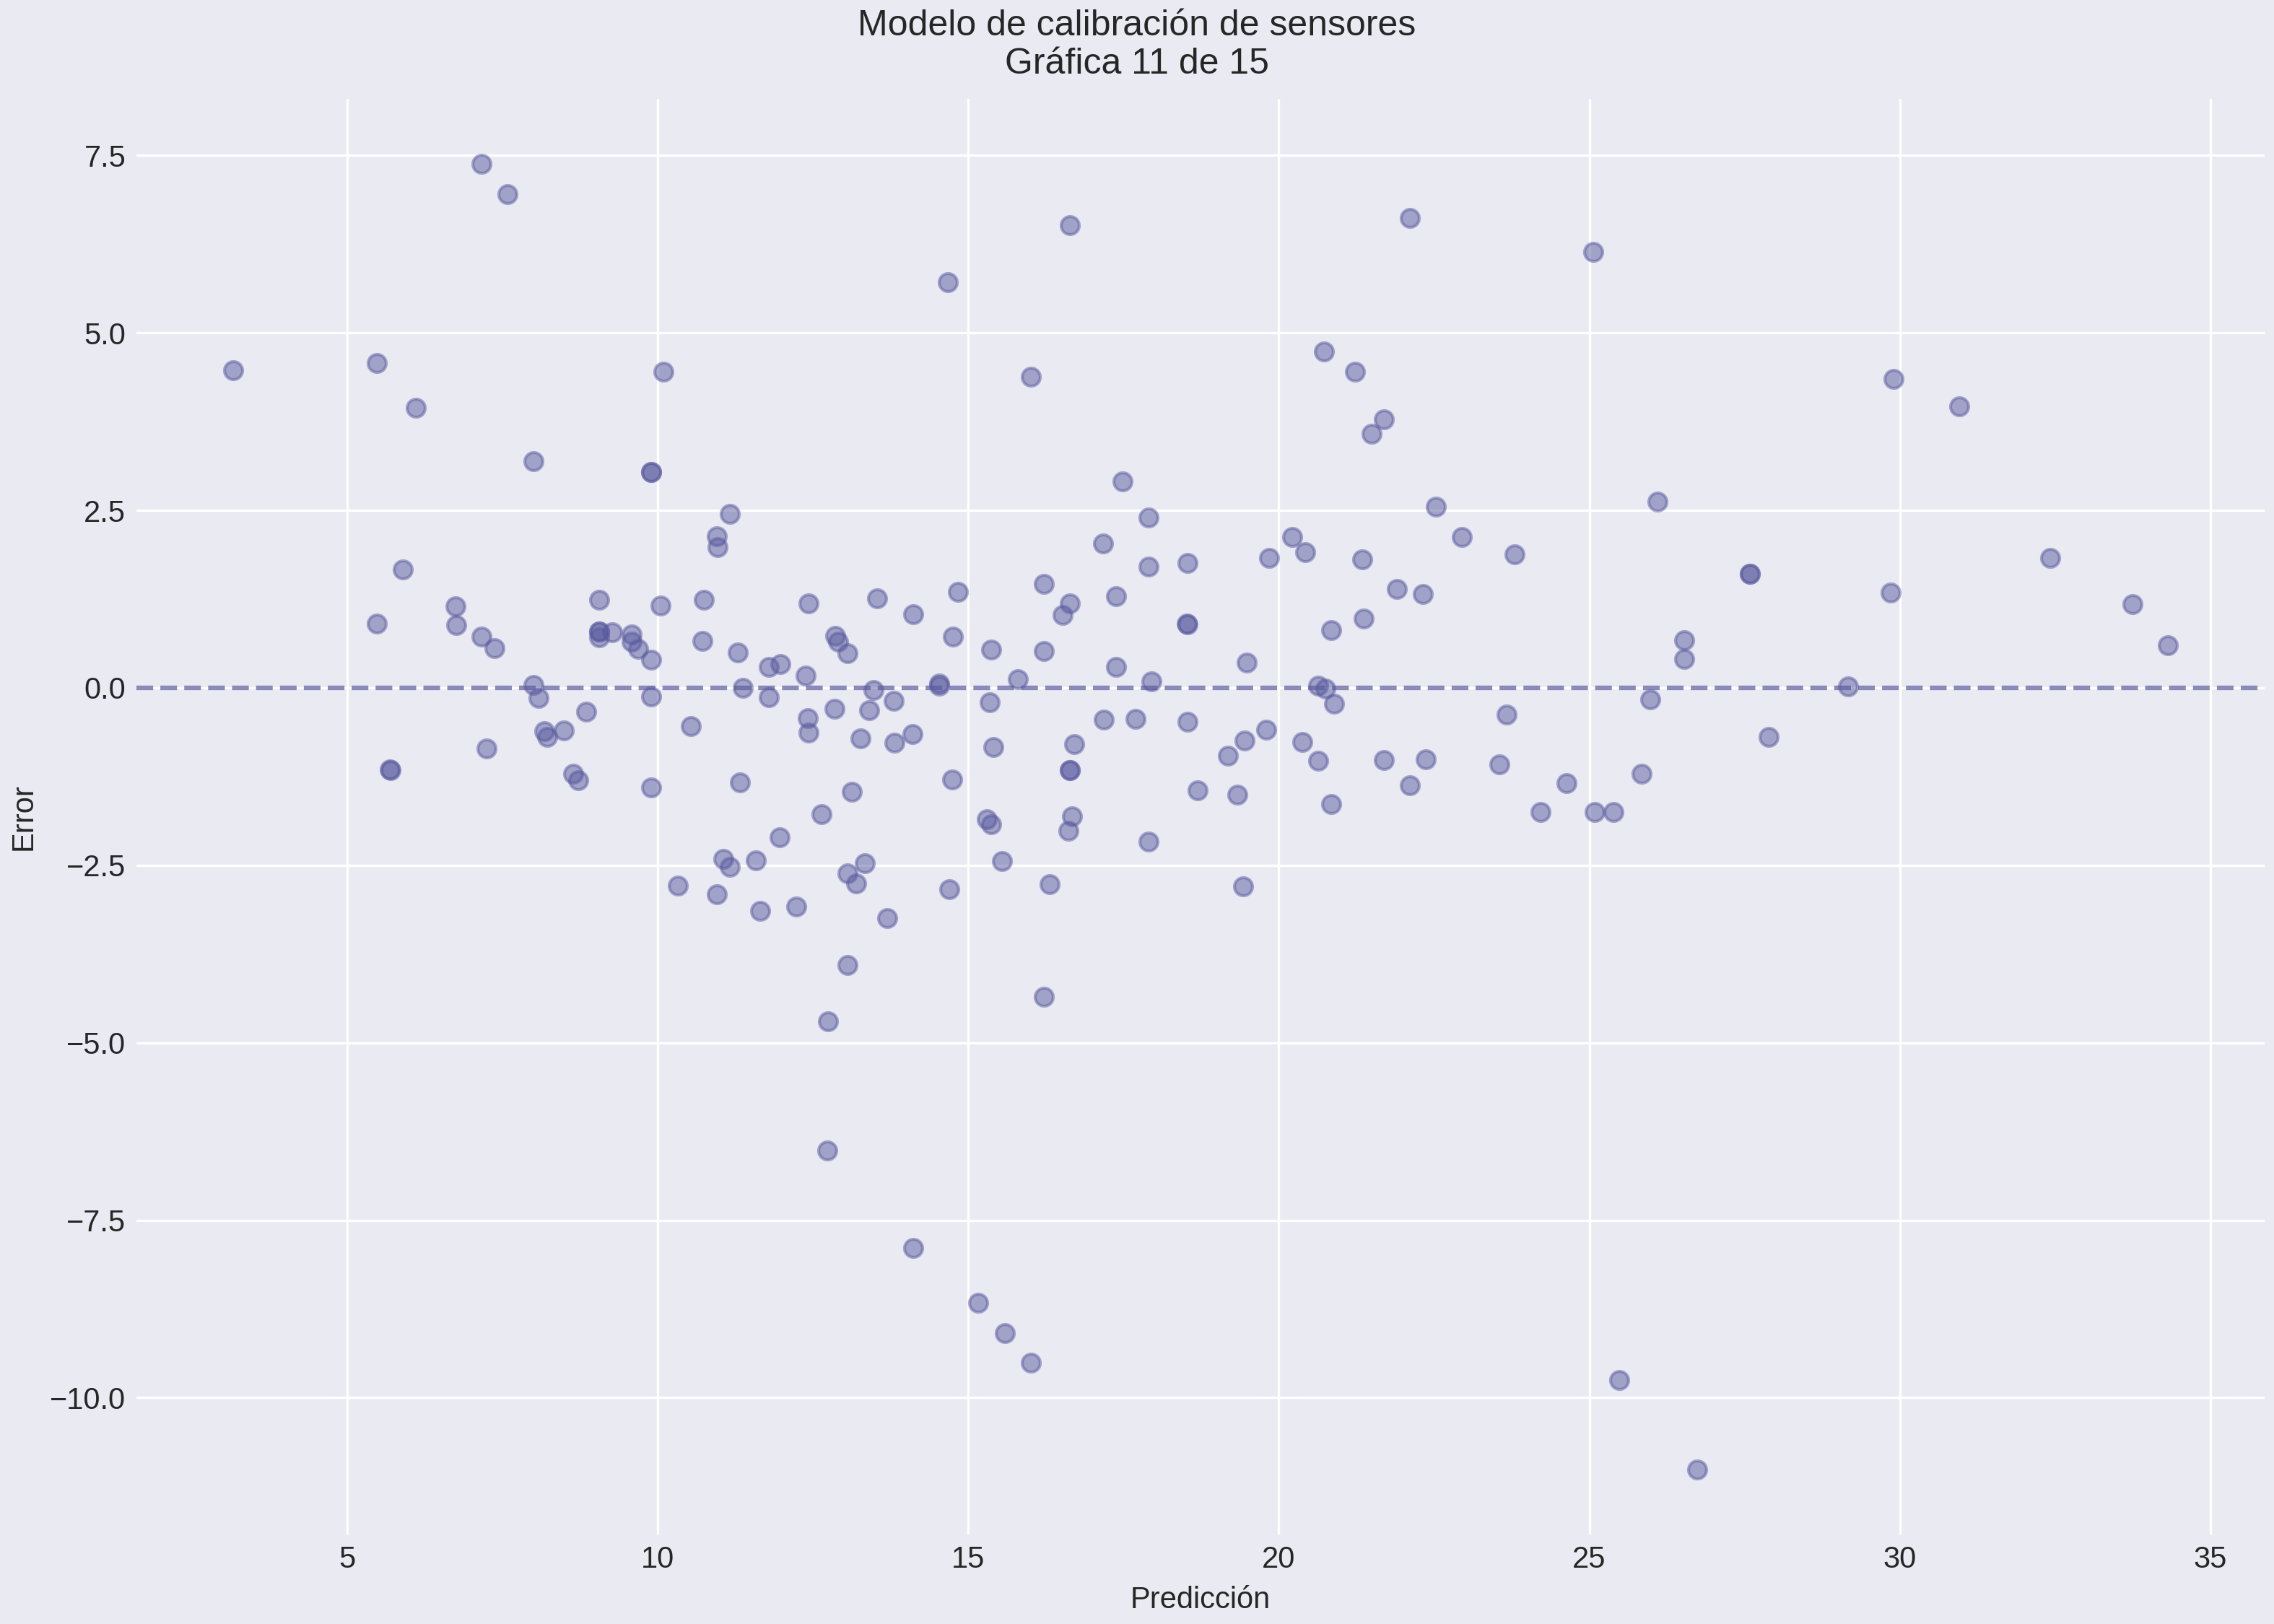 Modelo de calibración de sensores
Gráfica 11 de 15
7.5
5.0
2.5
0.0
−2.5
−5.0
−7.5
−10.0
Error
5 10 15 20 25 30 35
Predicción